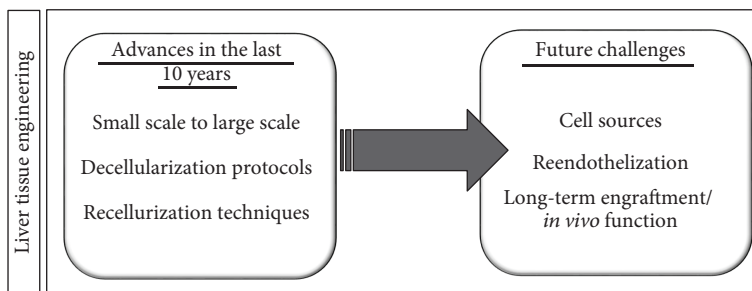 Liver tissue engineering
Advances in the last
10 years
Small scale to large scale
Decellularization protocols
Recellurization techniques
Future challenges
Cell sources
Reendothelization
Long-term engraftment/
in vivo function